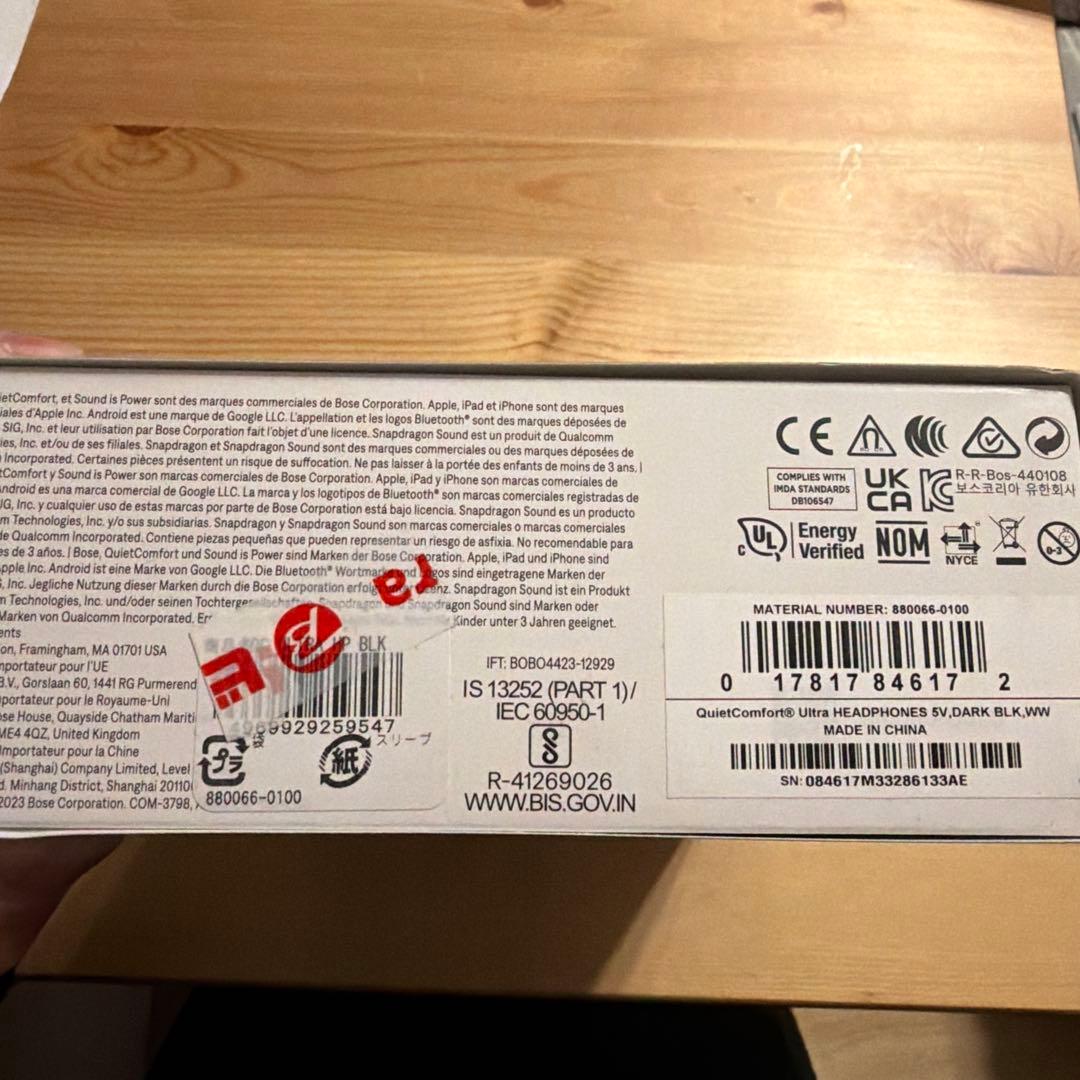 ietComfort, et Sound is Power sont des marques commerciales de Bose Corporation. Apple, iPad et iPhone sont des marques
iales d'Apple Inc. Android est une marque de Google LLC. L'appellation et les logos Bluetooth® sont des marques déposées de
SIG, Inc. et leur utilisation par Bose Corporation fait l'objet d'une licence. Snapdragon Sound est un produit de Qualcomm
ies, Inc. et/ou de ses filiales. Snapdragon et Snapdragon Sound sont des marques commerciales ou des marques déposées de
Incorporated. Certaines pièces présentent un risque de suffocation. Ne pas laisser à la portée des enfants de moins de 3 ans. |
tComfort y Sound is Power son marcas comerciales de Bose Corporation. Apple, iPad y iPhone son marcas comerciales de
Android es una marca comercial de Google LLC. La marca y los logotipos de Bluetooth® son marcas comerciales registradas de
IG, Inc. y cualquier uso de estas marcas por parte de Bose Corporation está bajo licencia. Snapdragon Sound es un producto
m Technologies, Inc. y/o sus subsidiarias. Snapdragon y Snapdragon Sound son marcas comerciales o marcas comerciales
de Qualcomm Incorporated. Contiene piezas pequeñas que pueden representar un riesgo de asfixia. No recomendable para
es de 3 años. | Bose, QuietComfort und Sound is Power sind Marken der Bose Corporation. Apple, iPad und iPhone sind
pple Inc. Android ist eine Marke von Google LLC. Die Bluetooth® Wortmarke und Logos sind eingetragene Marken der
, Inc. Jegliche Nutzung dieser Marken durch die Bose Corporation erfolgt unter Lizenz. Snapdragon Sound ist ein Produkt
m Technologies, Inc. und/oder seinen Tochtergesellschaften. Snapdragon und Snapdragon Sound sind Marken oder
Marken von Qualcomm Incorporated. Kinder unter 3 Jahren geeignet.
ents
on, Framingham, MA 01701 USA
mportateur pour l'UE
B.V., Gorslaan 60, 1441 RG Purmerend
portateur pour le Royaume-Uni
se House, Quayside Chatham Mariti
ME4 4QZ, United Kingdom
Importateur pour la Chine
(Shanghai) Company Limited, Level
d. Minhang District, Shanghai 20110
2023 Bose Corporation. COM-3798,
ra
BLK
4969929259547
プラ
紙
スリーブ
880066-0100
IFT: BOBO4423-12929
IS 13252 (PART 1)/
IEC 60950-1
R-41269026
WWW.BIS.GOV.IN
CE
COMPLIES WITH
IMDA STANDARDS
DB106547
UK
CA
R-R-Bos-440108
보스코리아 유한회사
C UL
Energy
Verified
NOM
NYCE
0-3
MATERIAL NUMBER: 880066-0100
0 17817 84617 2
QuietComfort® Ultra HEADPHONES 5V,DARK BLK,WW
MADE IN CHINA
SN: 084617M33286133AE